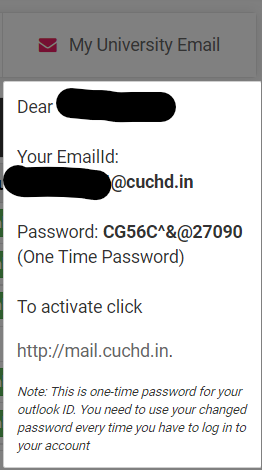 My University Email
Dear
Your EmailId:
@cuchd.in
Password: CG56C^&@27090
(One Time Password)
To activate click
http://mail.cuchd.in.
Note: This is one-time password for your
outlook ID. You need to use your changed
password every time you have to log in to
your account